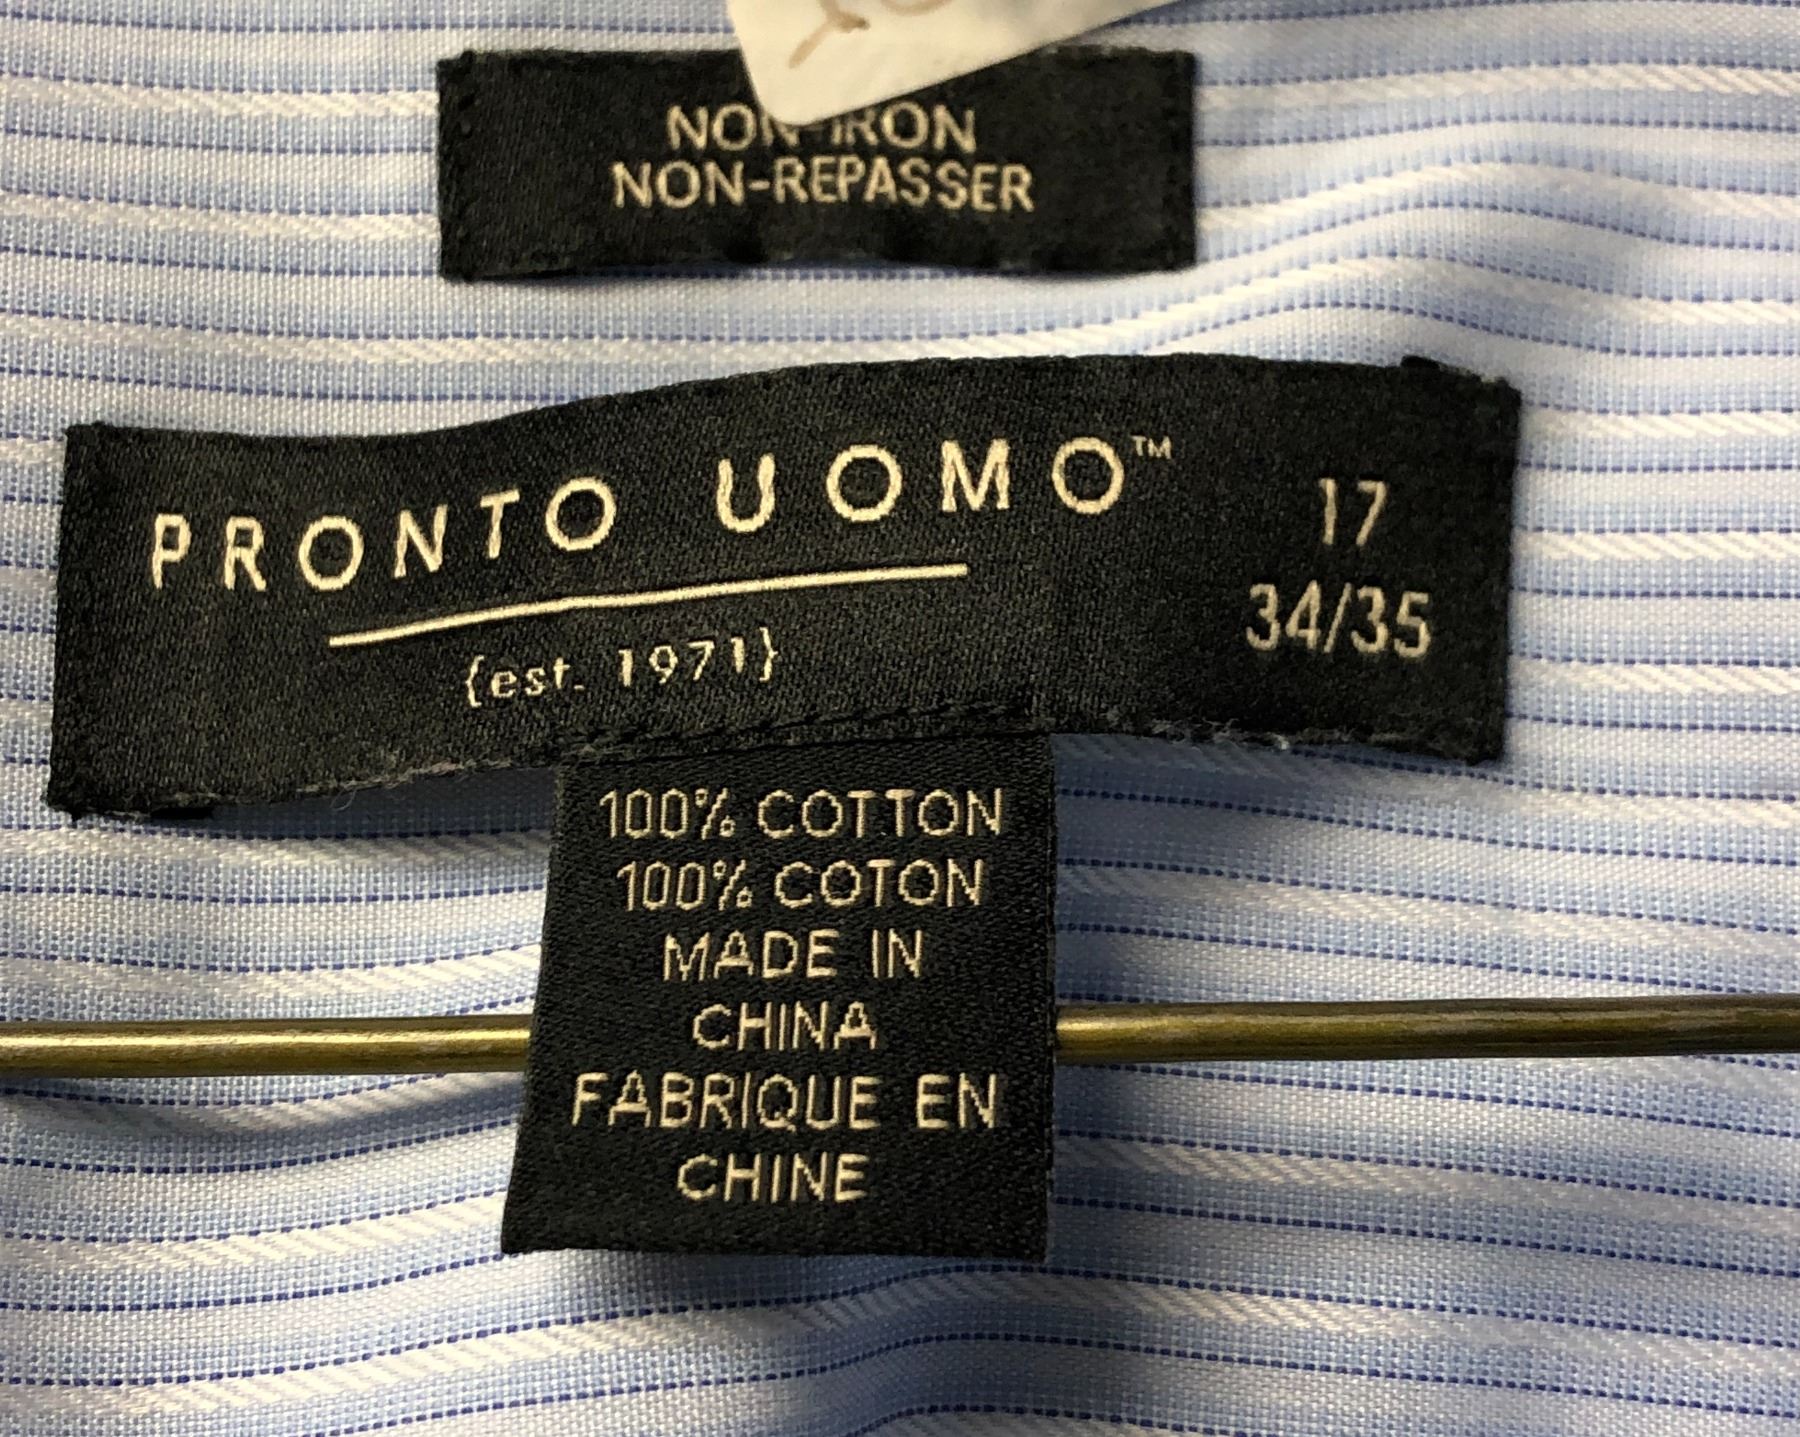 NON-IRON
NON-REPASSER
PRONTO UOMO™
{est. 1971}
17
34/35
100% COTTON
100% COTON
MADE IN
CHINA
FABRIQUE EN
CHINE